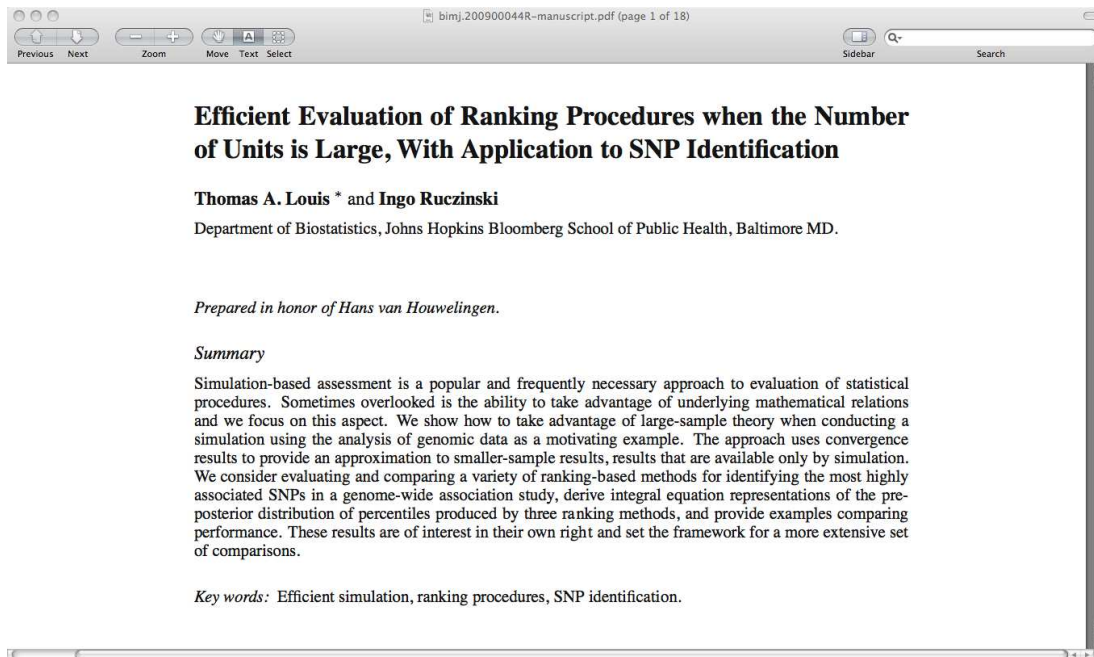 bimj.200900044R-manuscript.pdf (page 1 of 18)
Previous Next Zoom Move Text Select Sidebar Search
Efficient Evaluation of Ranking Procedures when the Number
of Units is Large, With Application to SNP Identification
Thomas A. Louis * and Ingo Ruczinski
Department of Biostatistics, Johns Hopkins Bloomberg School of Public Health, Baltimore MD.
Prepared in honor of Hans van Houwelingen.
Summary
Simulation-based assessment is a popular and frequently necessary approach to evaluation of statistical
procedures. Sometimes overlooked is the ability to take advantage of underlying mathematical relations
and we focus on this aspect. We show how to take advantage of large-sample theory when conducting a
simulation using the analysis of genomic data as a motivating example. The approach uses convergence
results to provide an approximation to smaller-sample results, results that are available only by simulation.
We consider evaluating and comparing a variety of ranking-based methods for identifying the most highly
associated SNPs in a genome-wide association study, derive integral equation representations of the pre-
posterior distribution of percentiles produced by three ranking methods, and provide examples comparing
performance. These results are of interest in their own right and set the framework for a more extensive set
of comparisons.
Key words: Efficient simulation, ranking procedures, SNP identification.